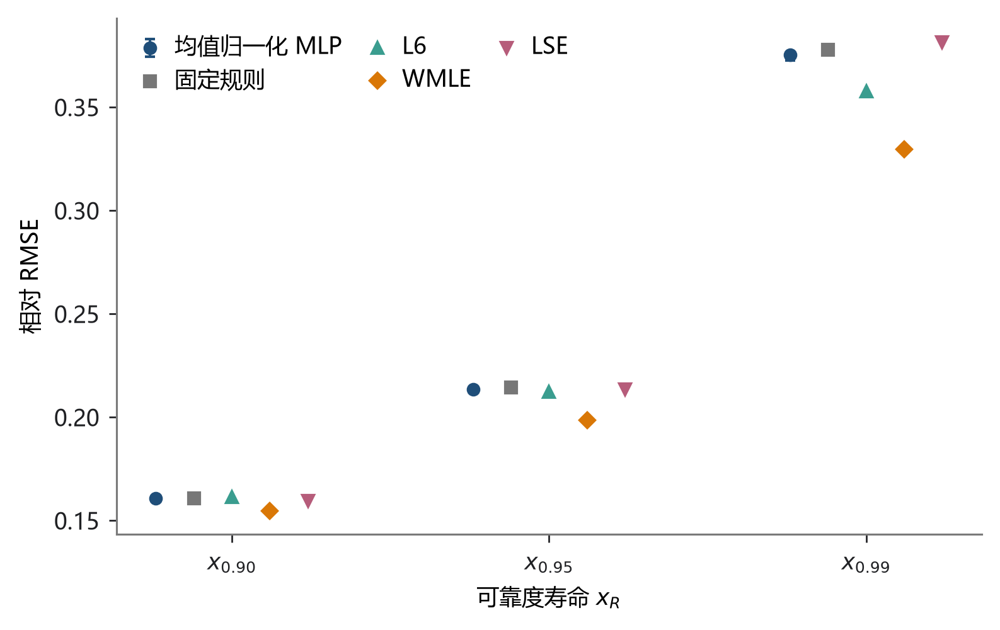 均值归一化 MLP
固定规则
L6
WMLE
LSE
0.35
0.30
0.25
0.20
0.15
相对 RMSE
x0.90
x0.95
x0.99
可靠度寿命 xR